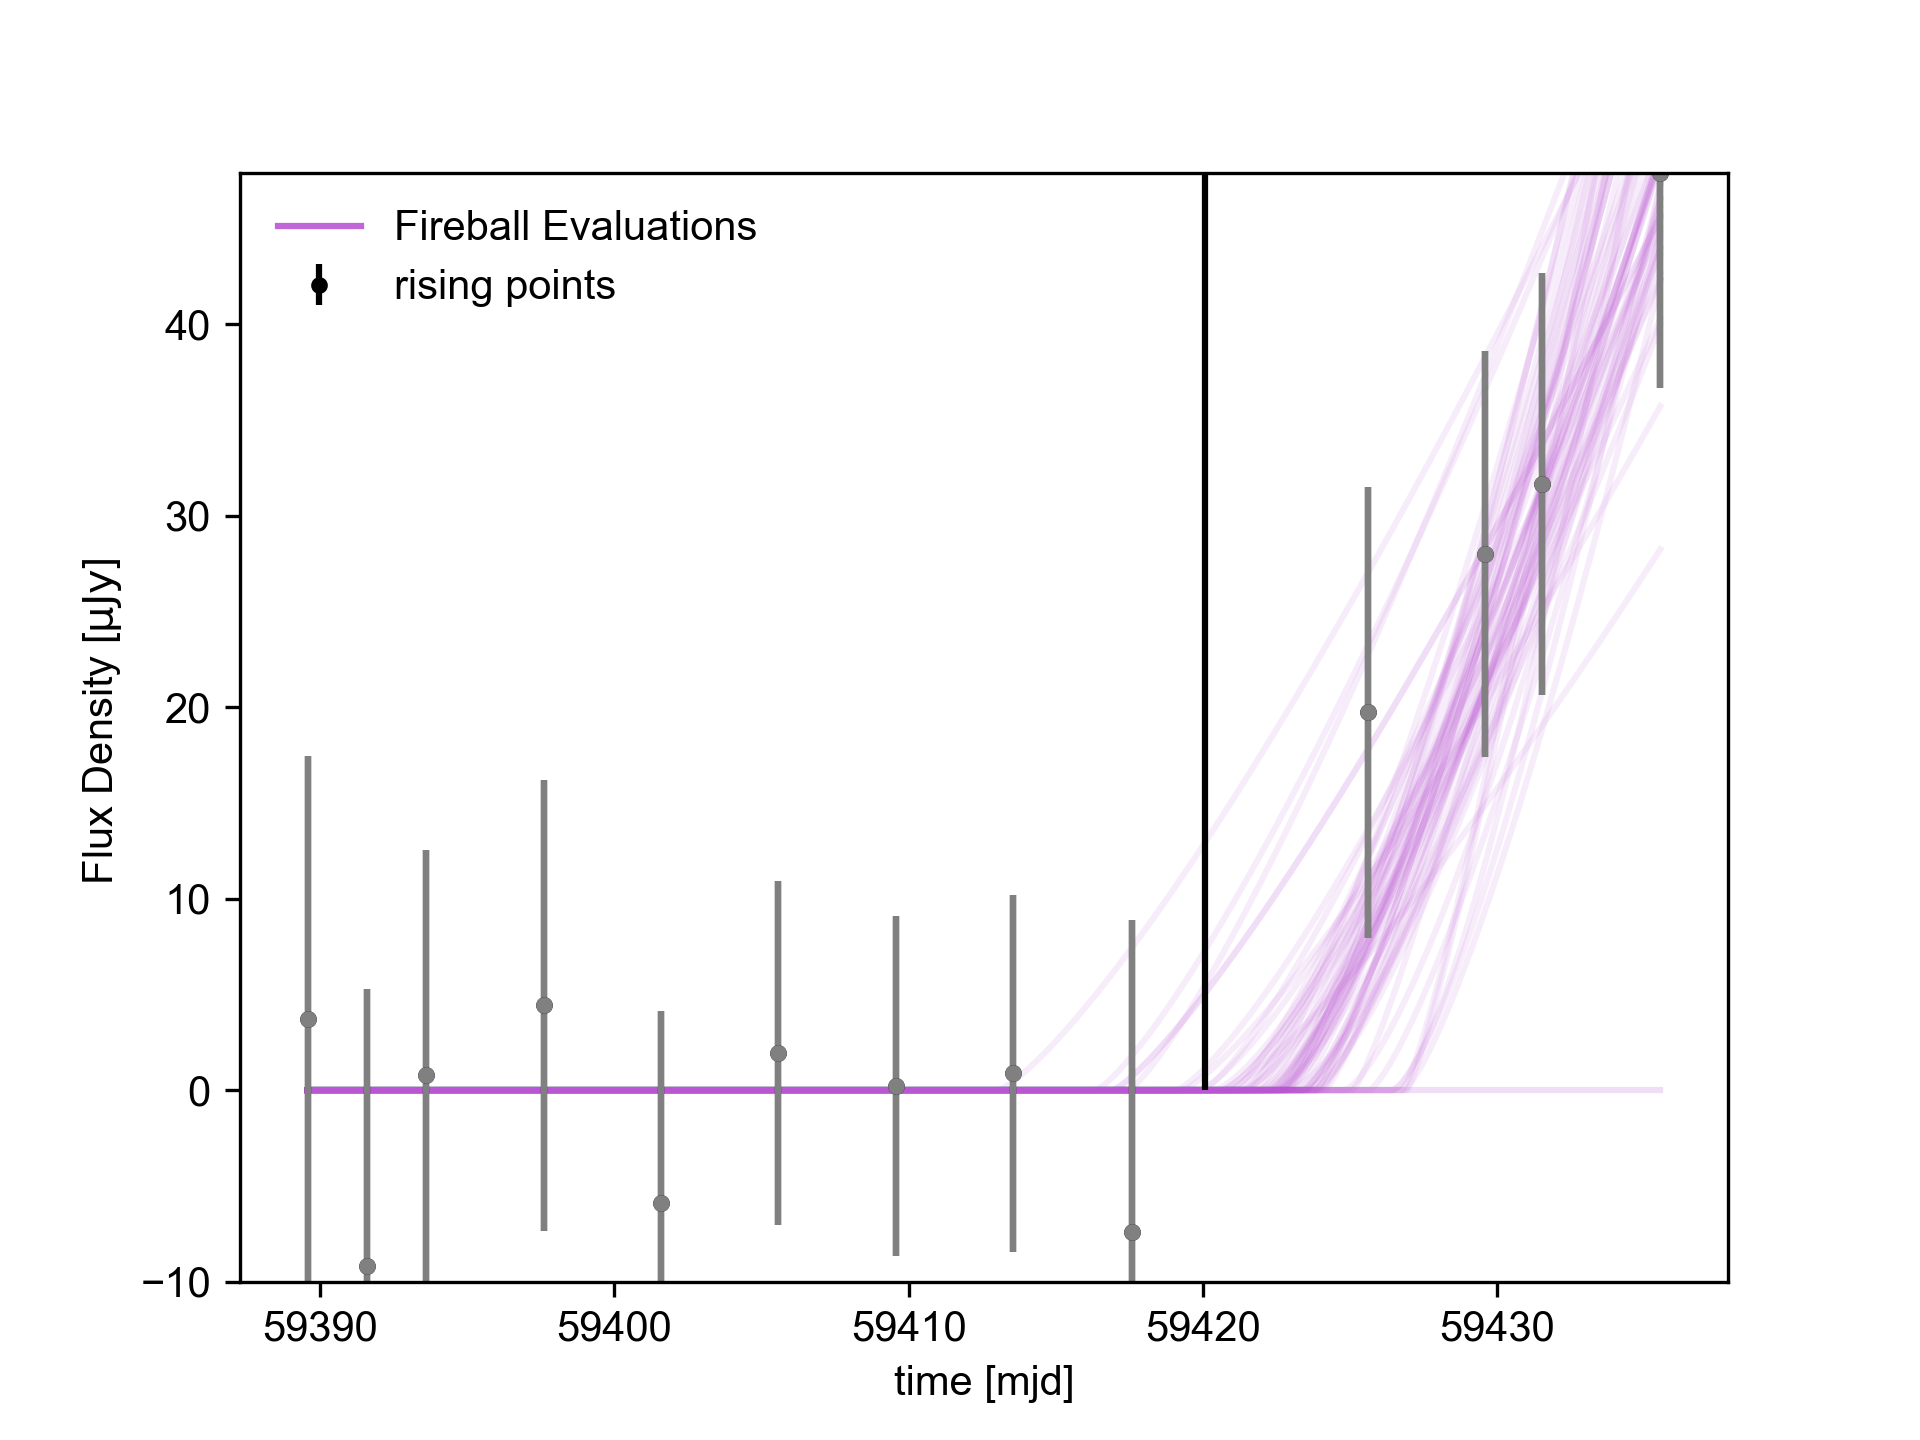 Fireball Evaluations
rising points
40
30
20
10
0
−10
Flux Density [µJy]
59390 59400 59410 59420 59430
time [mjd]